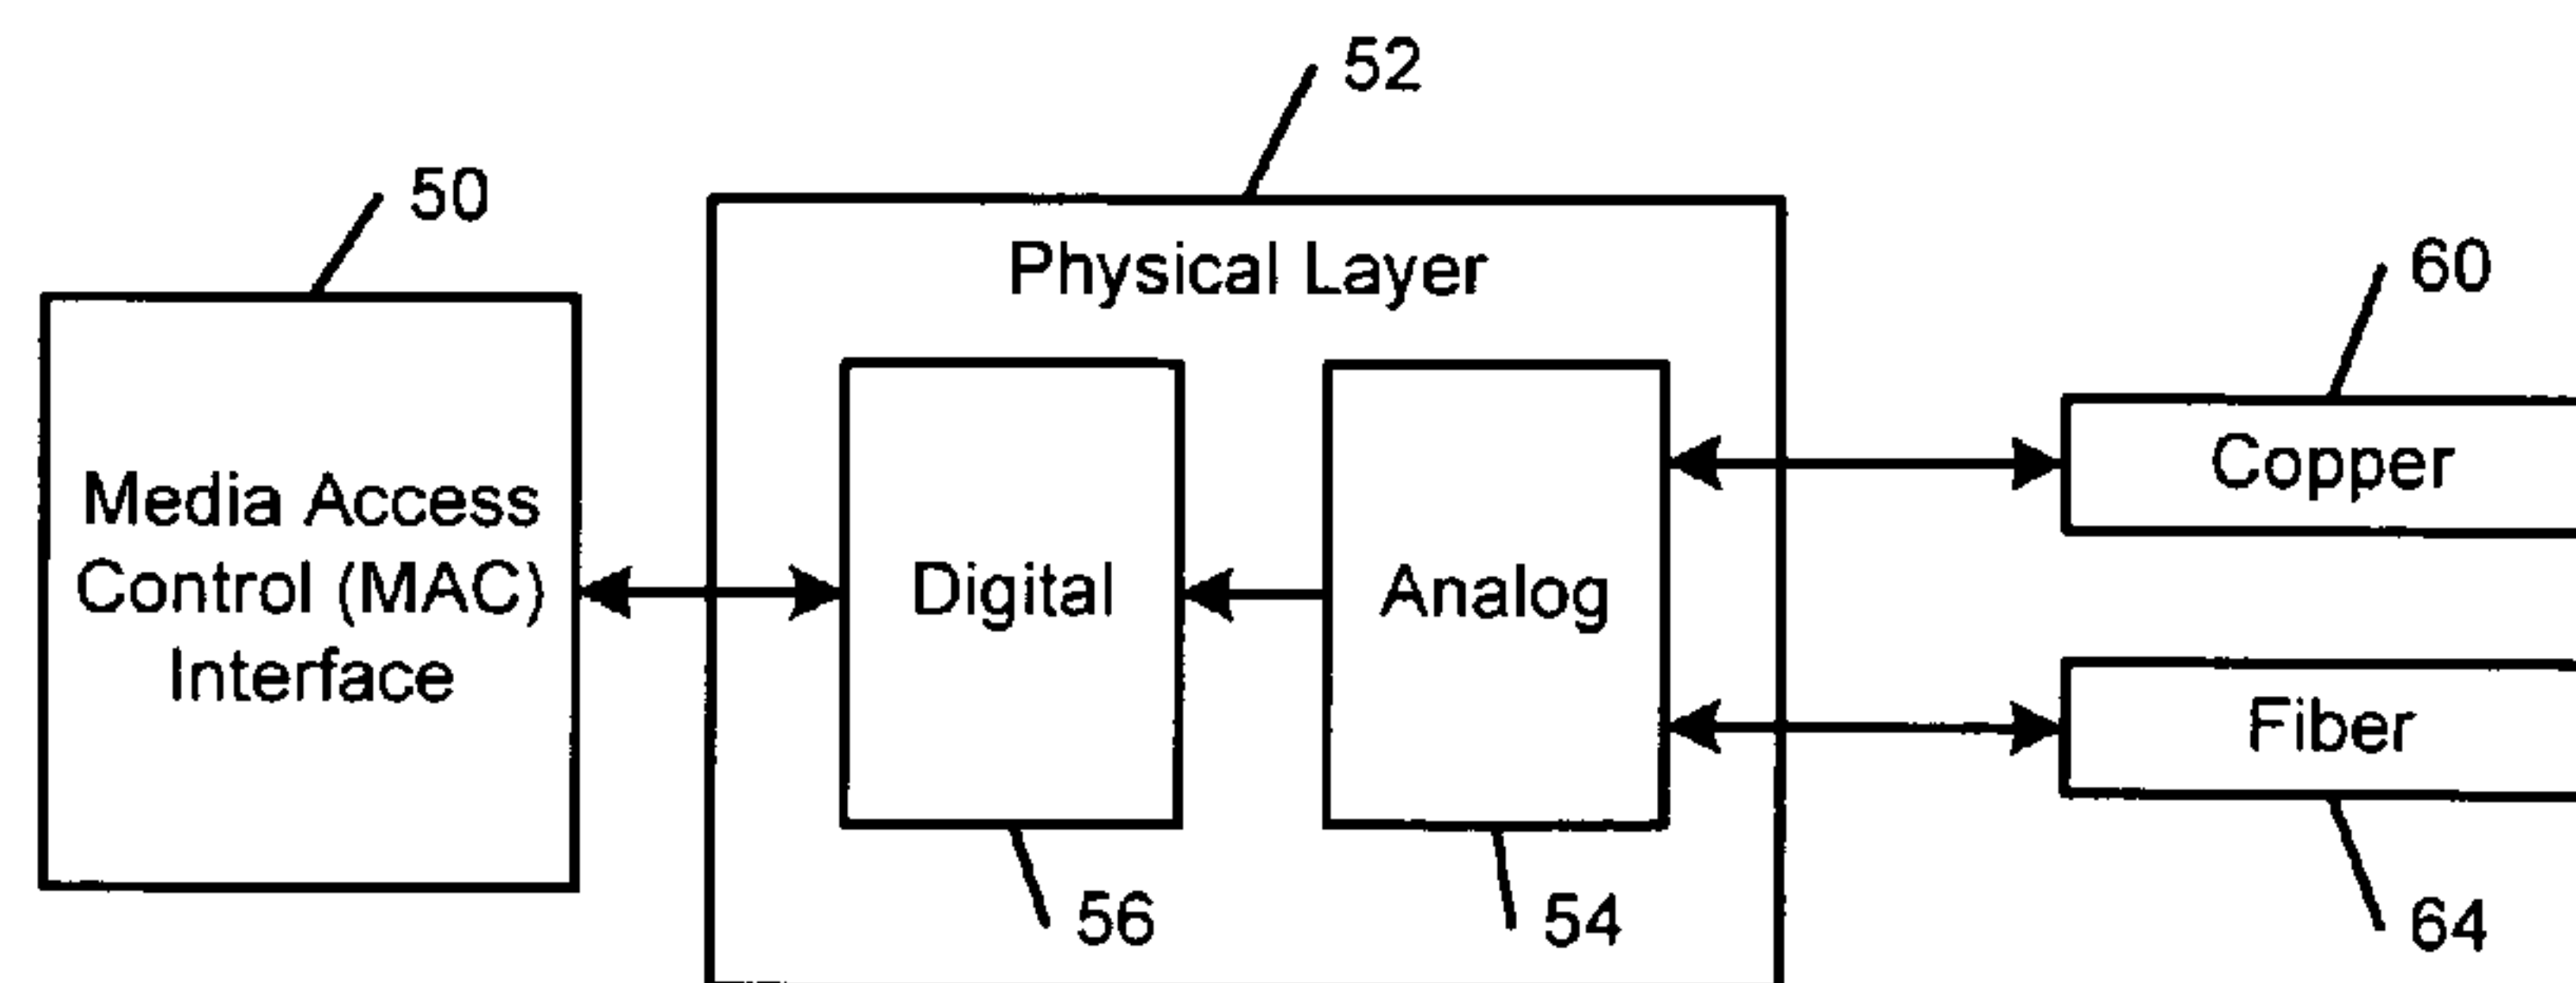 52
50
Physical Layer
60
Media Access
Control (MAC)
Interface
Digital
Analog
Copper
Fiber
56
54
64